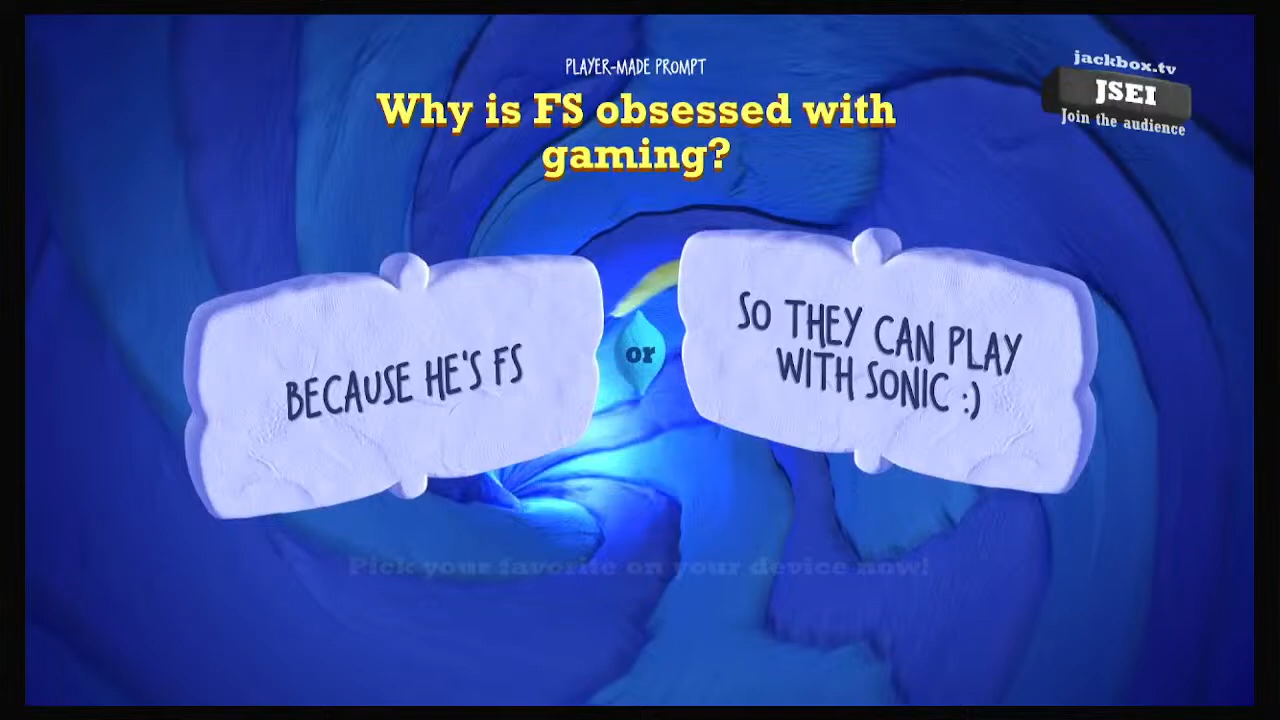 PLAYER-MADE PROMPT
Why is FS obsessed with
gaming?
jackbox.tv
JSEI
Join the audience
BECAUSE HE'S FS
or
SO THEY CAN PLAY
WITH SONIC :)
Pick your favorite on your device now!